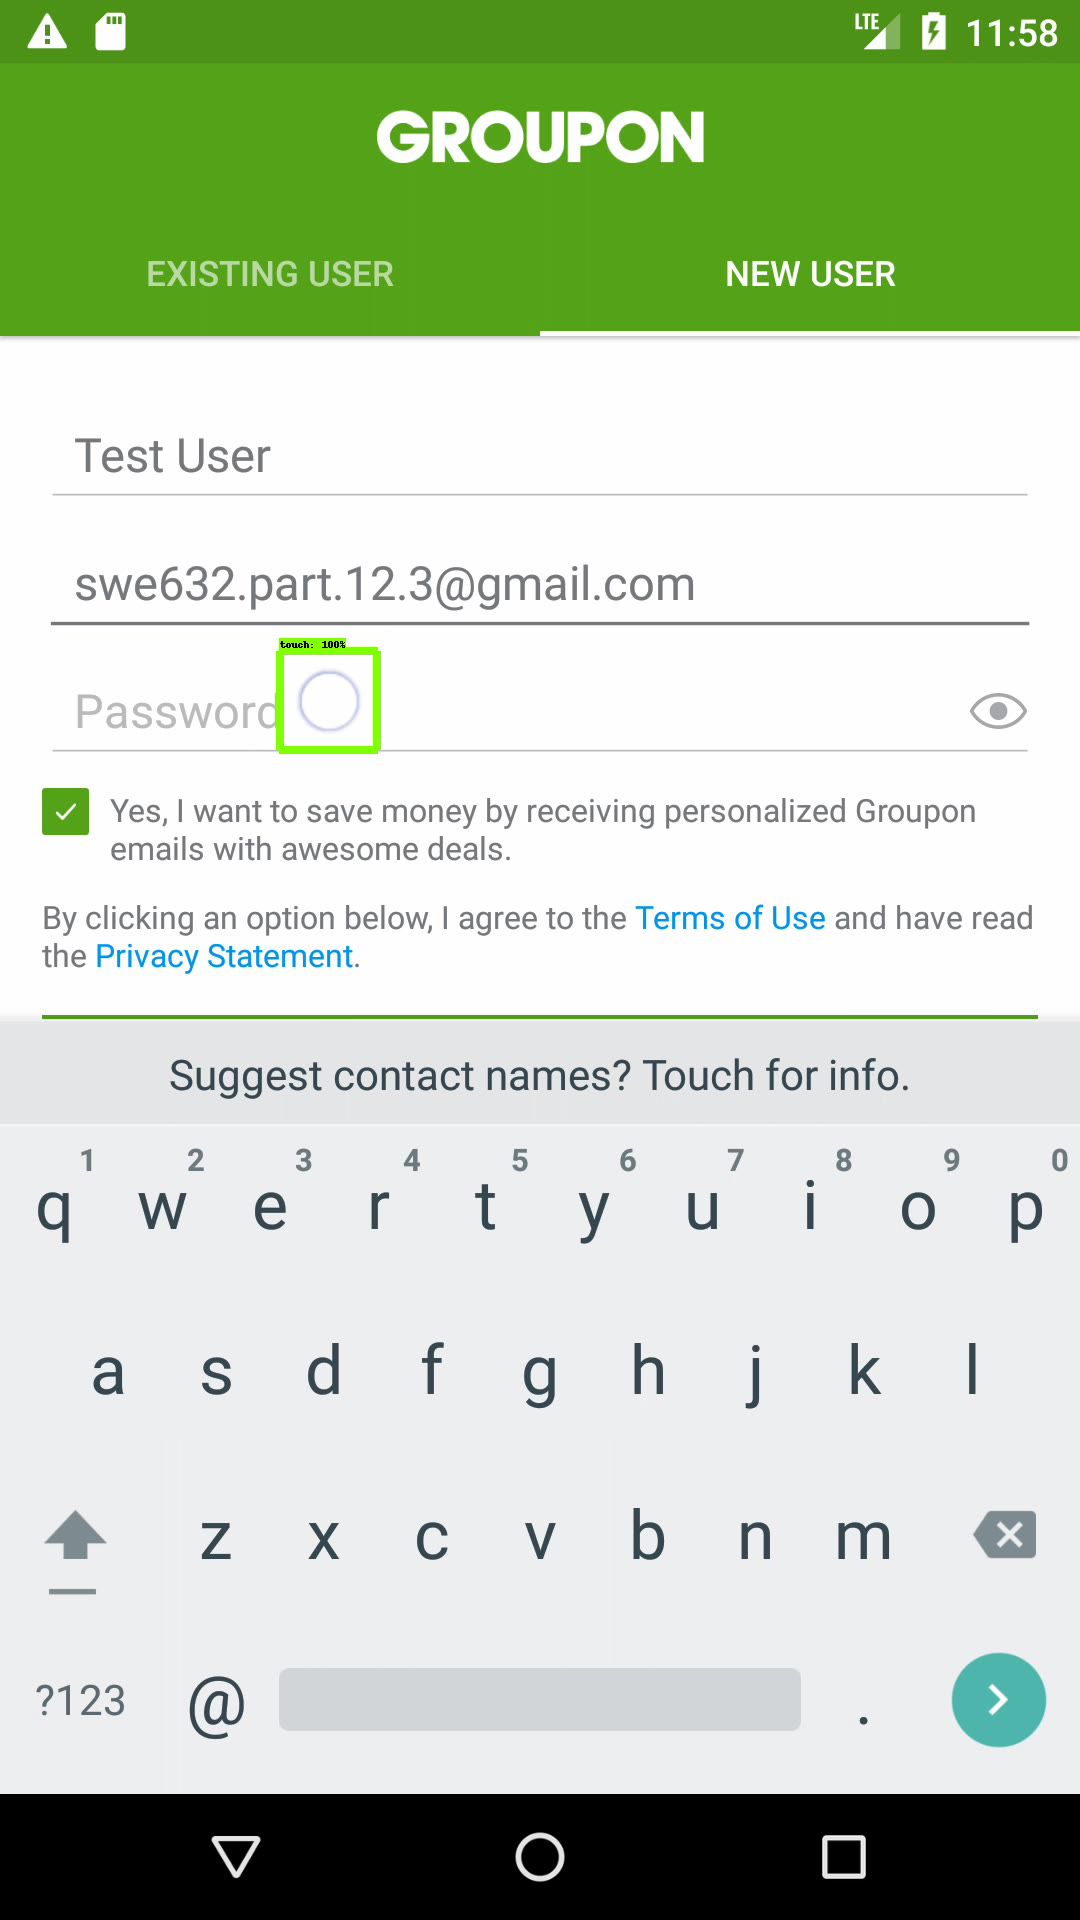 LTE 11:58
GROUPON
EXISTING USER NEW USER
Test User
swe632.part.12.3@gmail.com
touch: 100%
Password
Yes, I want to save money by receiving personalized Groupon
emails with awesome deals.
By clicking an option below, I agree to the Terms of Use and have read
the Privacy Statement.
Suggest contact names? Touch for info.
1 2 3 4 5 6 7 8 9 0
q w e r t y u i o p
a s d f g h j k l
z x c v b n m
?123 @ .